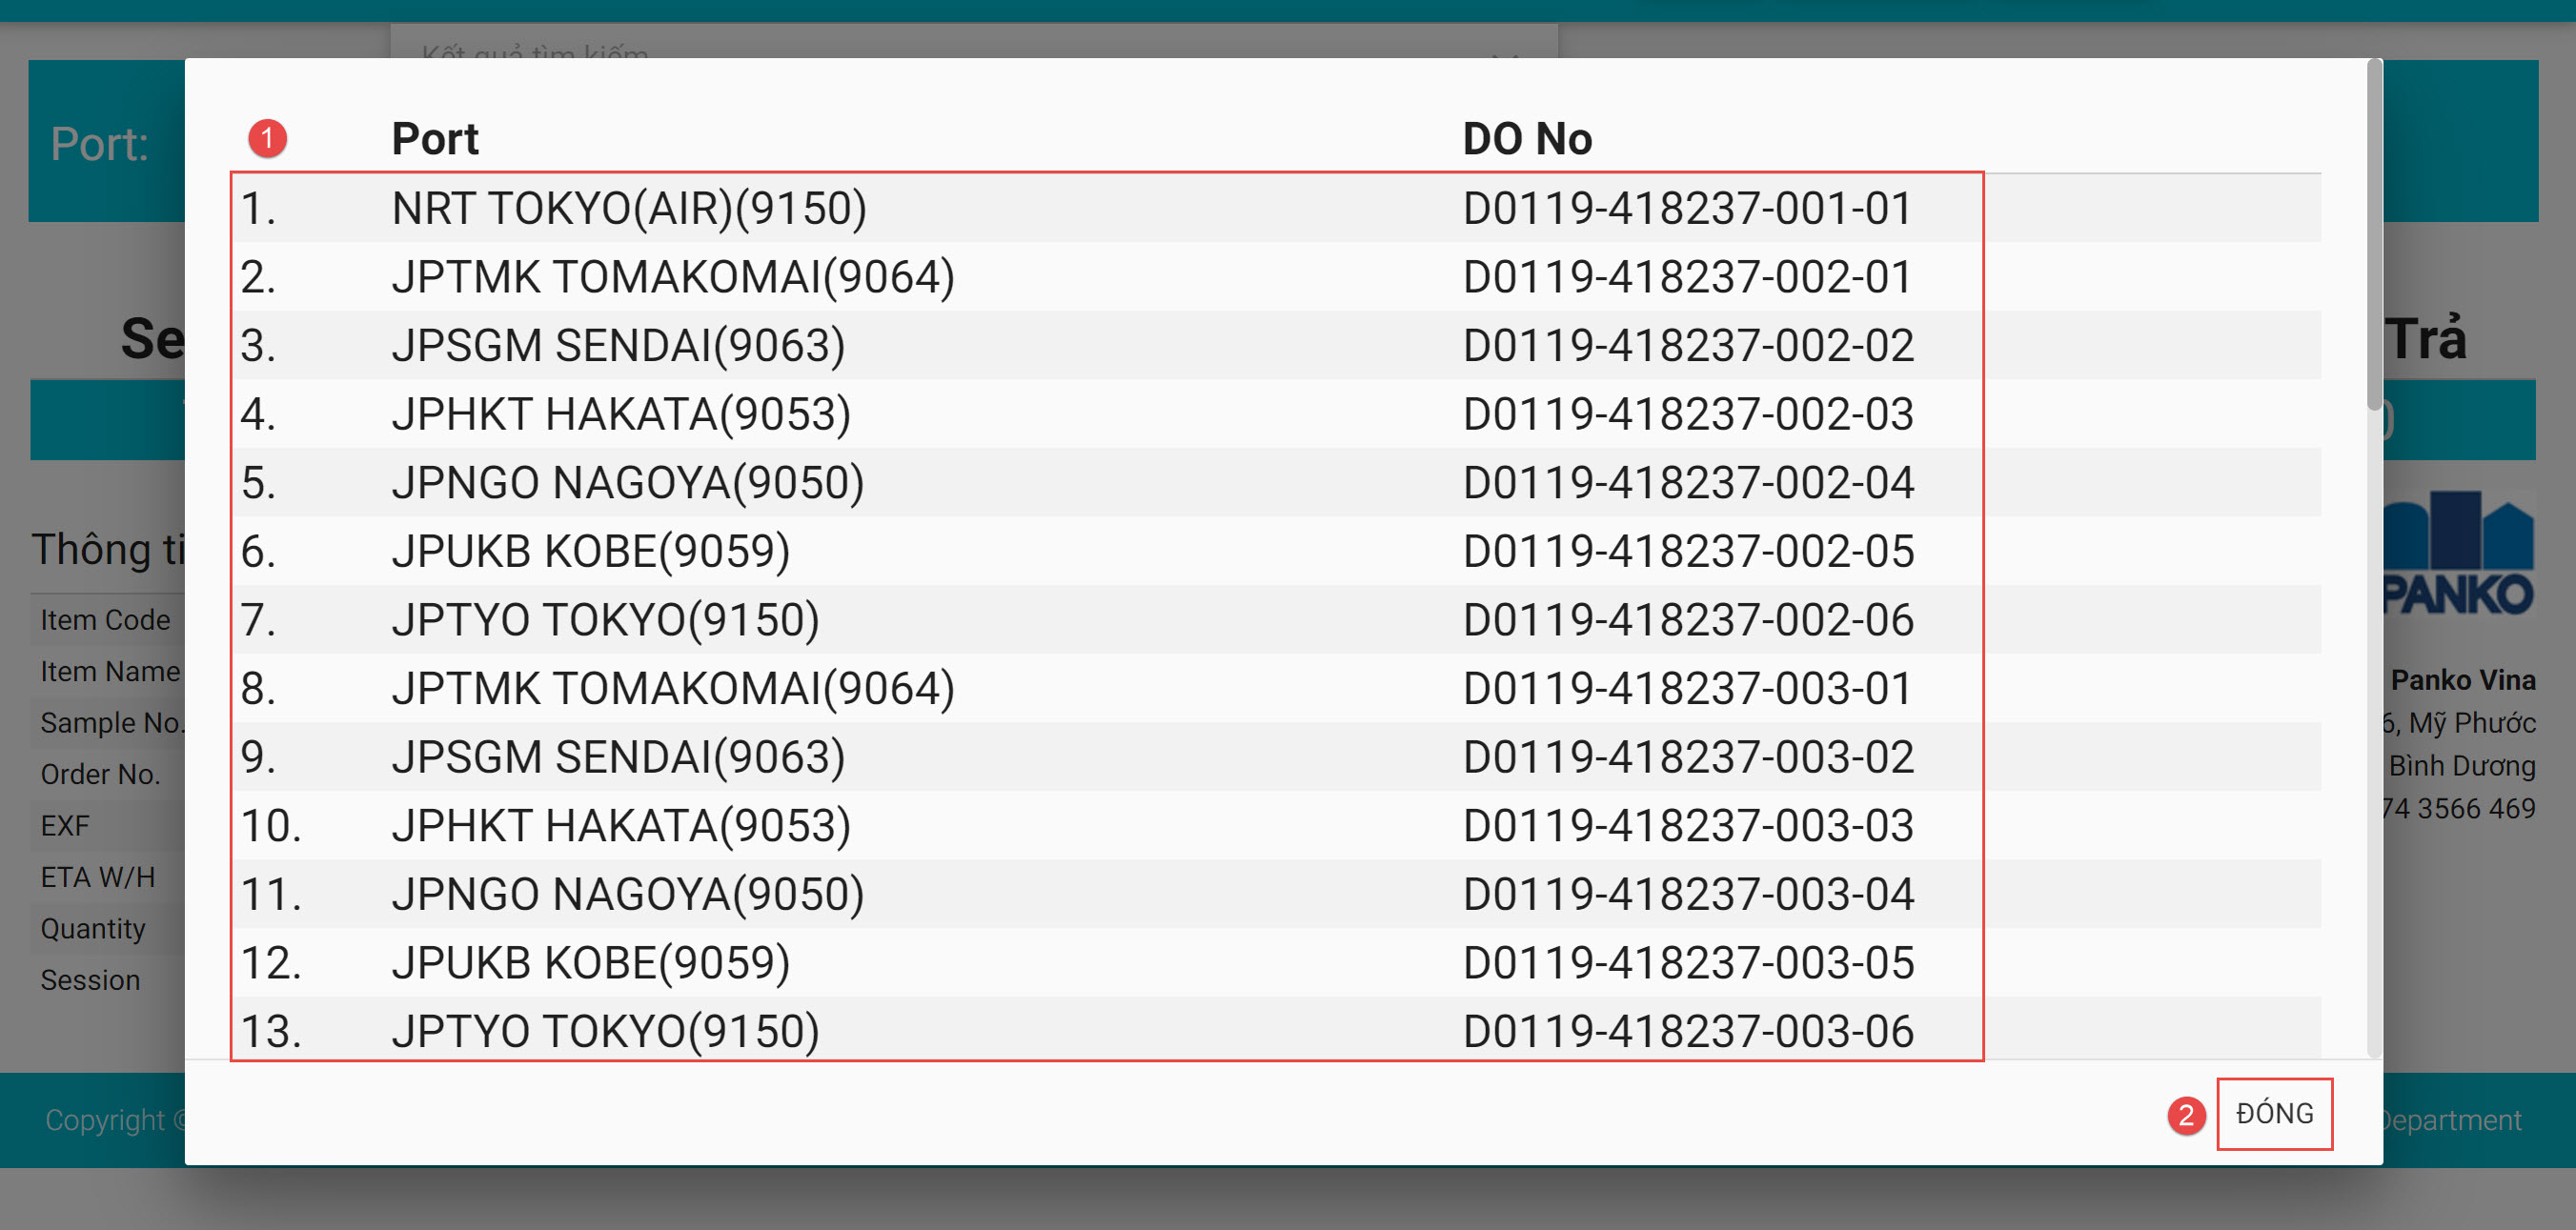 Kết quả tìm kiếm
Port:
1 Port DO No
1. NRT TOKYO(AIR)(9150) D0119-418237-001-01
2. JPTMK TOMAKOMAI(9064) D0119-418237-002-01
3. JPSGM SENDAI(9063) D0119-418237-002-02
4. JPHKT HAKATA(9053) D0119-418237-002-03
5. JPNGO NAGOYA(9050) D0119-418237-002-04
6. JPUKB KOBE(9059) D0119-418237-002-05
7. JPTYO TOKYO(9150) D0119-418237-002-06
8. JPTMK TOMAKOMAI(9064) D0119-418237-003-01
9. JPSGM SENDAI(9063) D0119-418237-003-02
10. JPHKT HAKATA(9053) D0119-418237-003-03
11. JPNGO NAGOYA(9050) D0119-418237-003-04
12. JPUKB KOBE(9059) D0119-418237-003-05
13. JPTYO TOKYO(9150) D0119-418237-003-06
2 ĐÓNG
Se
Trả
Thông ti
Item Code
Item Name
Sample No.
Order No.
EXF
ETA W/H
Quantity
Session
PANKO
Panko Vina
6, Mỹ Phước
Bình Dương
74 3566 469
Copyright ©
Department